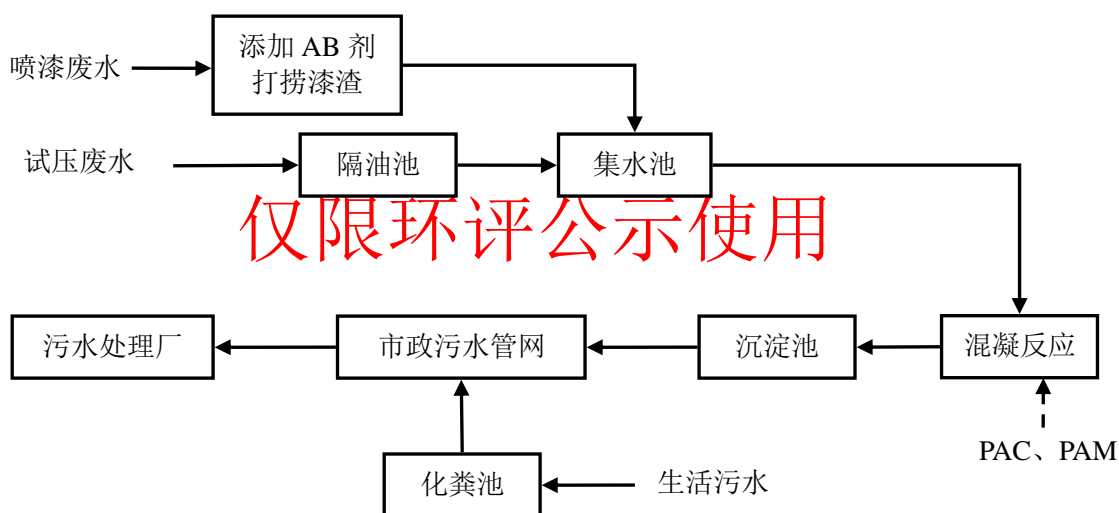 喷漆废水
添加 AB 剂
打捞漆渣
试压废水
隔油池
集水池
仅限环评公示使用
污水处理厂
市政污水管网
沉淀池
混凝反应
PAC、PAM
化粪池
生活污水